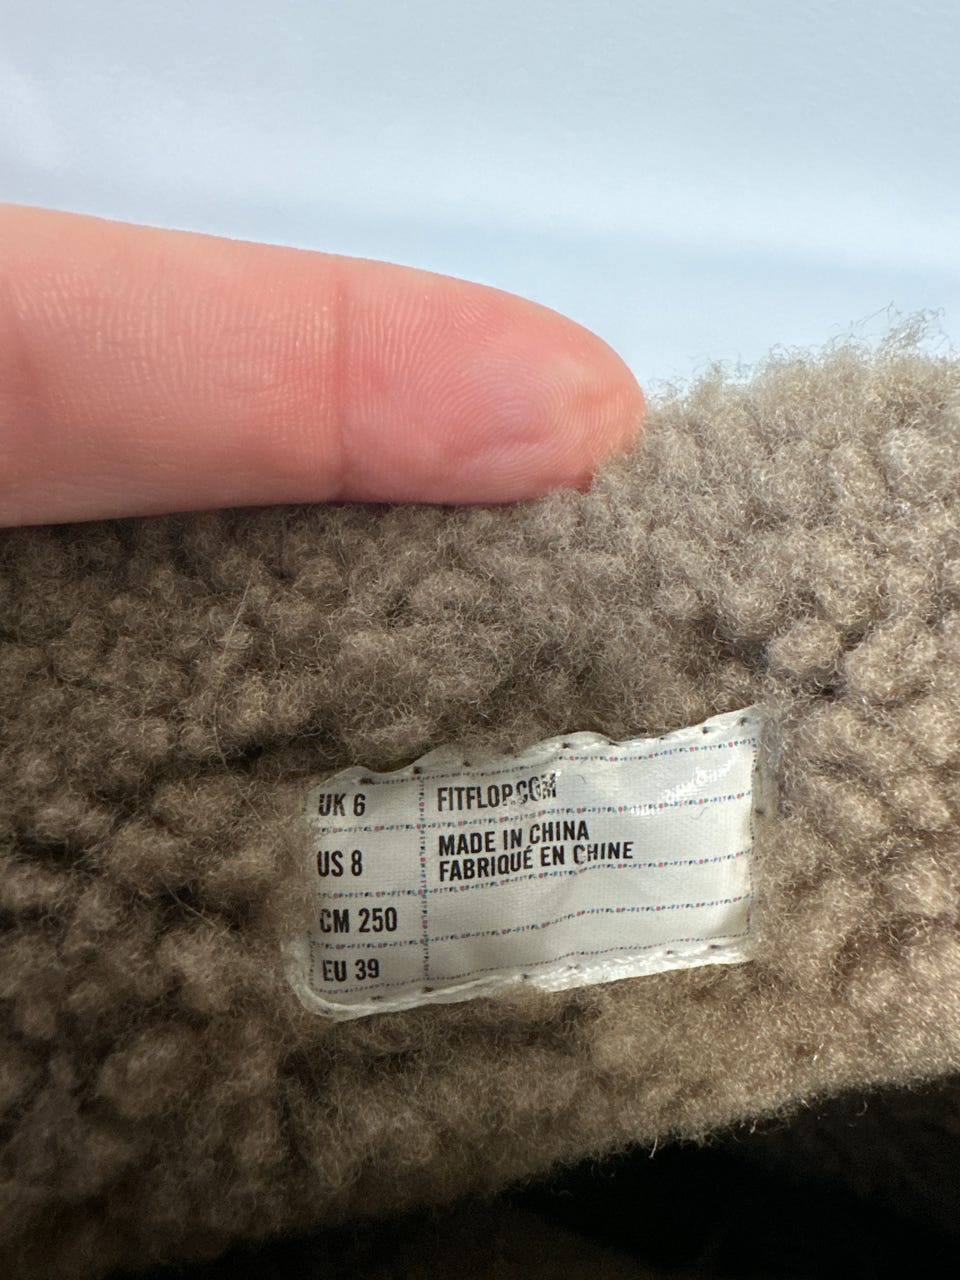 UK 6
FITFLOP.COM
US 8
MADE IN CHINA
FABRIQUÉ EN CHINE
CM 250
EU 39